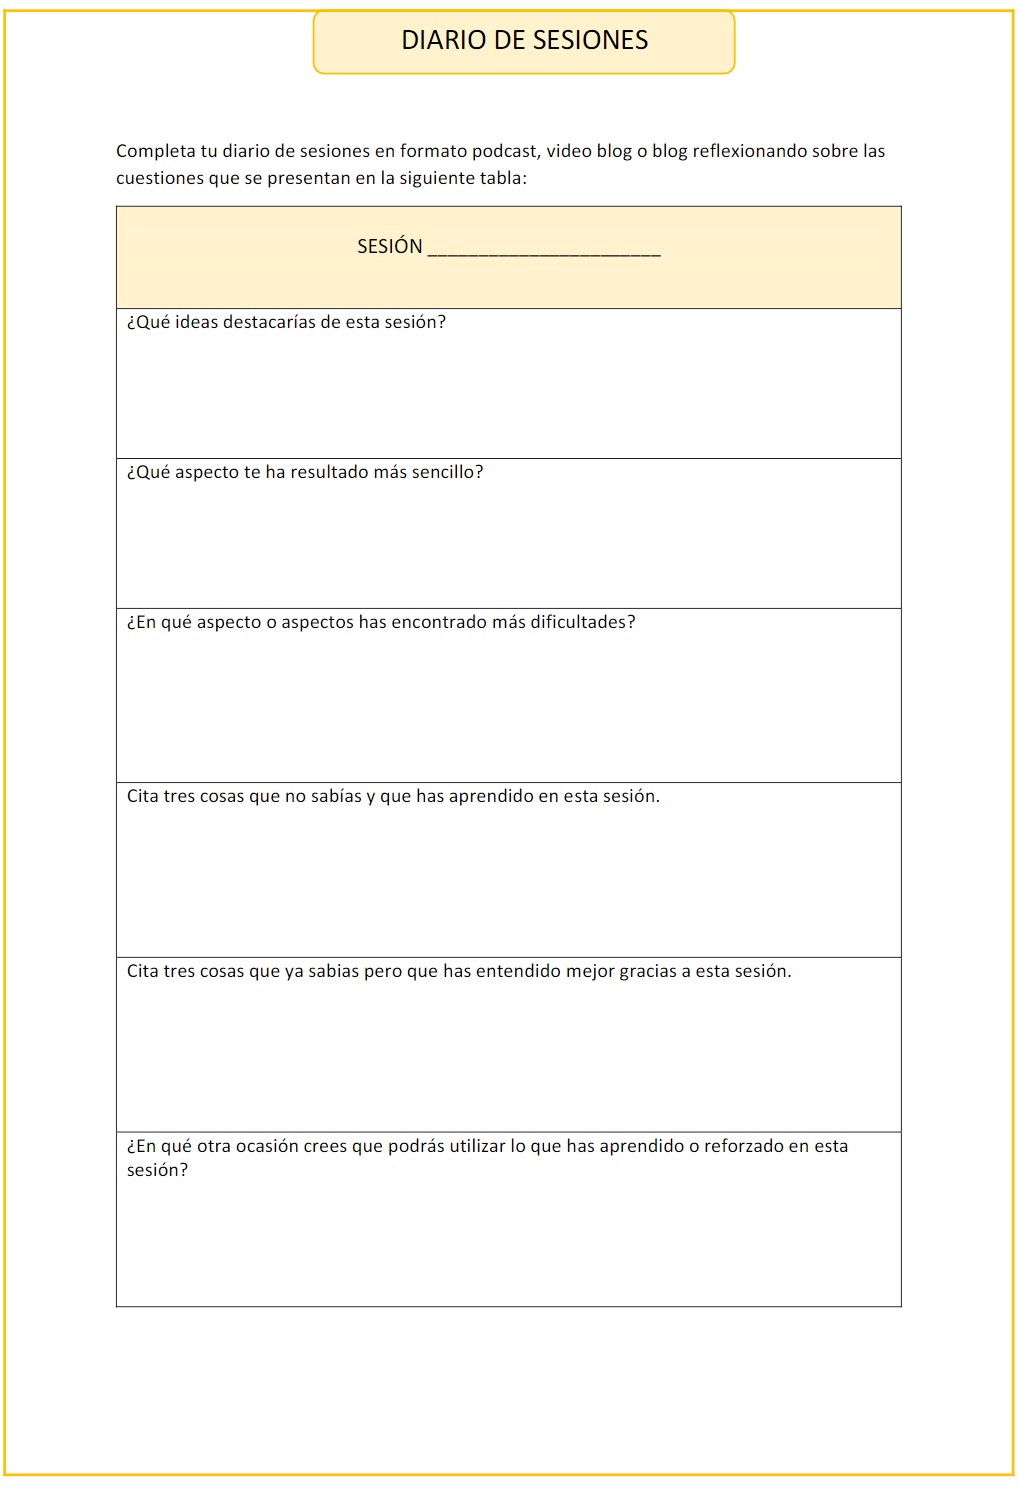 DIARIO DE SESIONES
Completa tu diario de sesiones en formato podcast, video blog o blog reflexionando sobre las
cuestiones que se presentan en la siguiente tabla:
SESIÓN _______________________
¿Qué ideas destacarías de esta sesión?
¿Qué aspecto te ha resultado más sencillo?
¿En qué aspecto o aspectos has encontrado más dificultades?
Cita tres cosas que no sabías y que has aprendido en esta sesión.
Cita tres cosas que ya sabias pero que has entendido mejor gracias a esta sesión.
¿En qué otra ocasión crees que podrás utilizar lo que has aprendido o reforzado en esta
sesión?